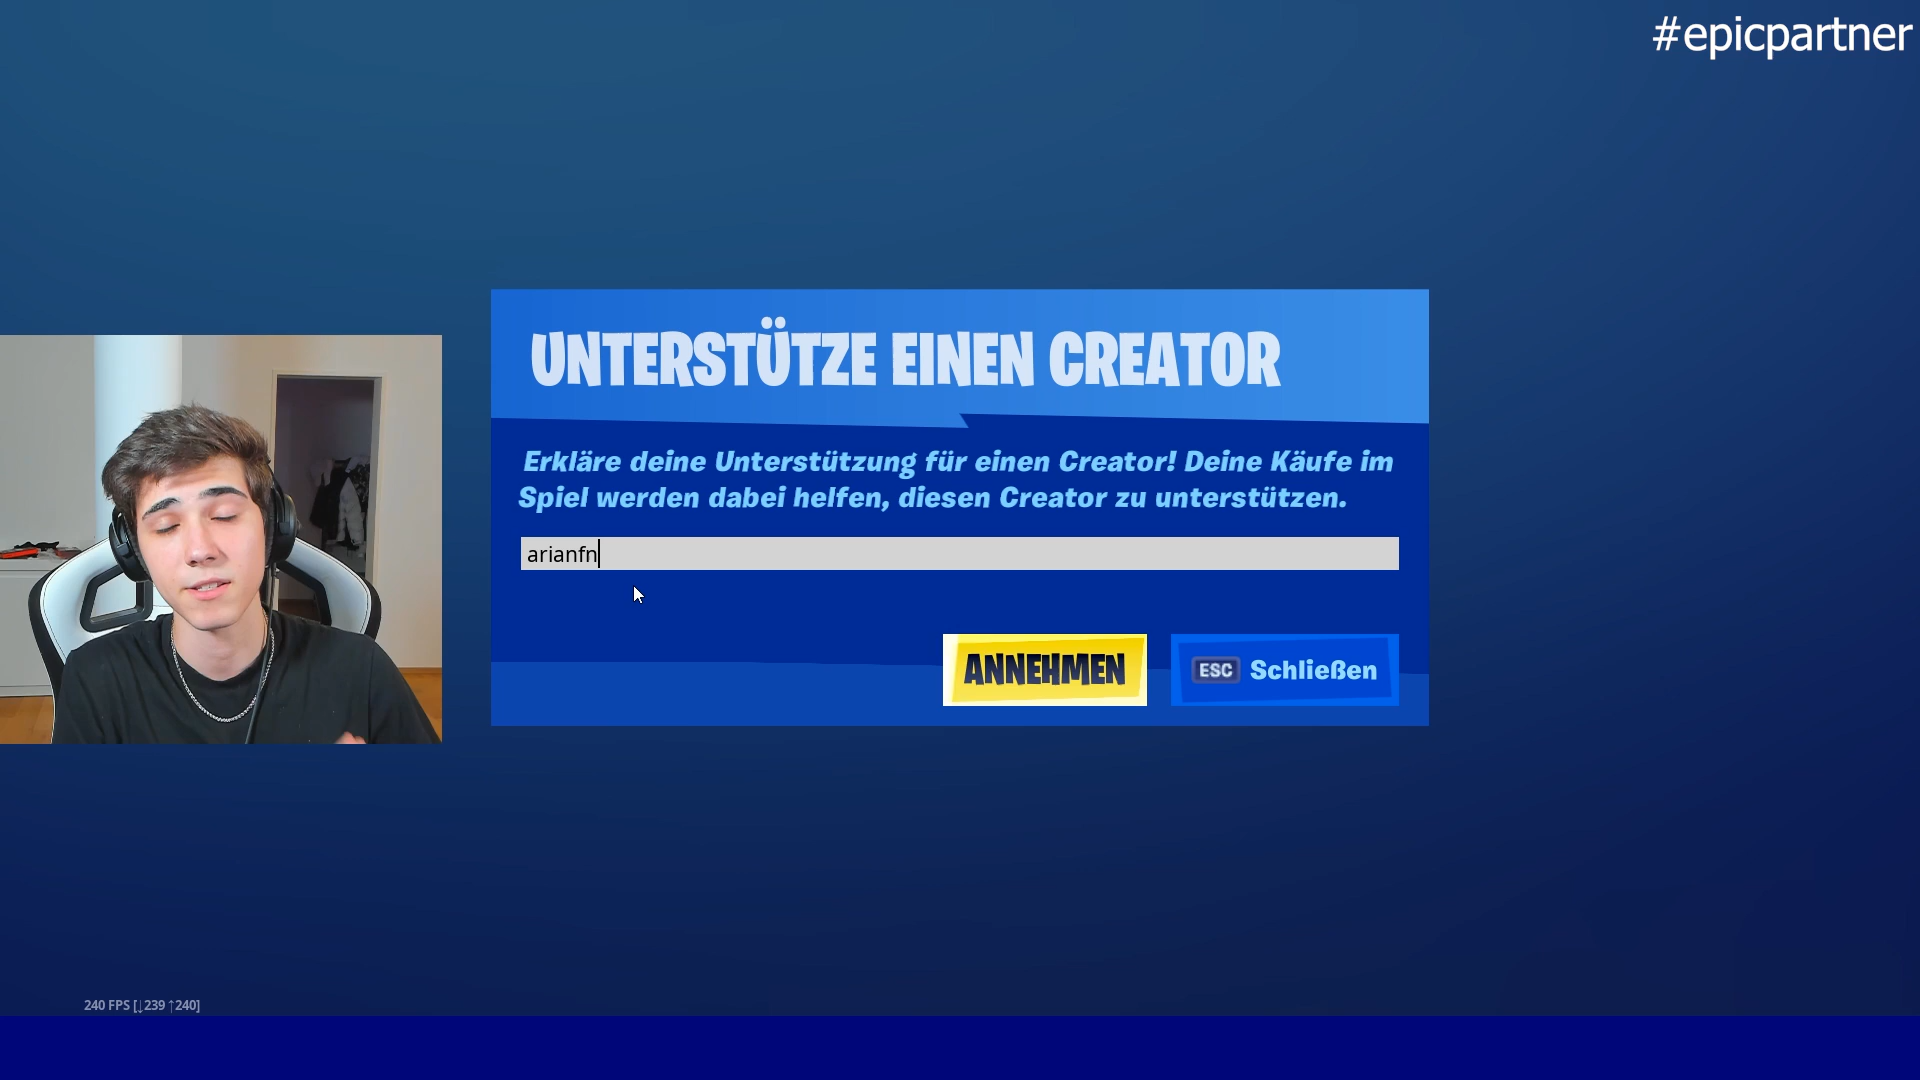 #epicpartner
UNTERSTÜTZE EINEN CREATOR
Erkläre deine Unterstützung für einen Creator! Deine Käufe im
Spiel werden dabei helfen, diesen Creator zu unterstützen.
arianfn
ANNEHMEN
ESC Schließen
240 FPS [↓239 ↑240]